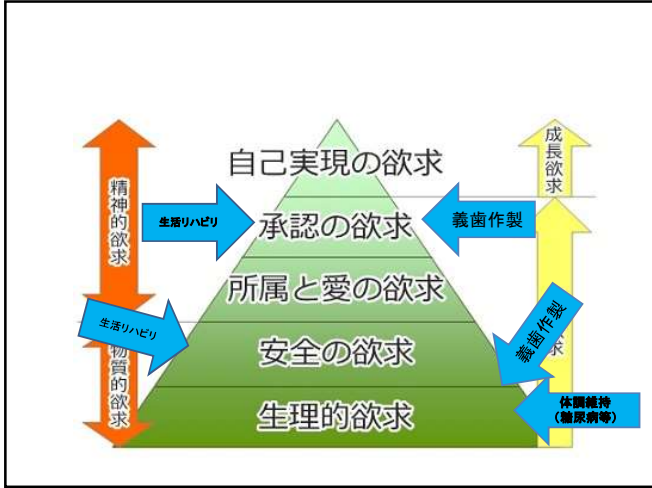 自己実現の欲求
承認の欲求
所属と愛の欲求
安全の欲求
生理的欲求
精神的欲求
物質的欲求
成長欲求
求
生活リハビリ
義歯作製
生活リハビリ
義歯作製
体調維持
(糖尿病等)